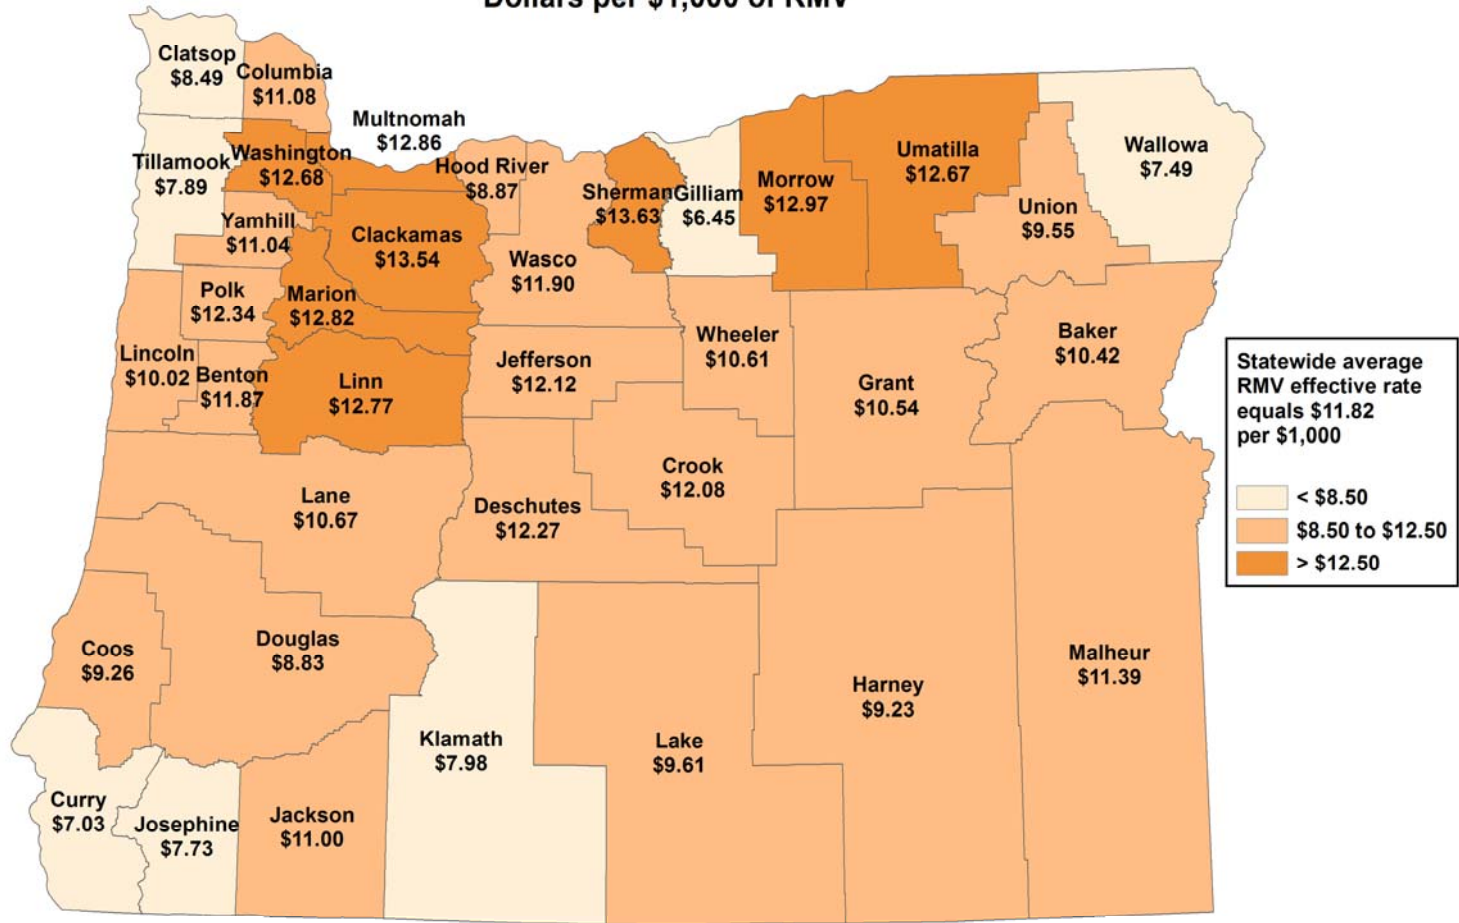 Dollars per $1,000 of RMV
Clatsop
$8.49
Columbia
$11.08
Multnomah
$12.86
Tillamook
$7.89
Washington
$12.68
Hood River
$8.87
Sherman
$13.63
Gilliam
$6.45
Morrow
$12.97
Umatilla
$12.67
Wallowa
$7.49
Union
$9.55
Yamhill
$11.04
Clackamas
$13.54
Wasco
$11.90
Polk
$12.34
Marion
$12.82
Wheeler
$10.61
Baker
$10.42
Lincoln
$10.02
Benton
$11.87
Linn
$12.77
Jefferson
$12.12
Grant
$10.54
Statewide average
RMV effective rate
equals $11.82
per $1,000
< $8.50
$8.50 to $12.50
> $12.50
Lane
$10.67
Deschutes
$12.27
Crook
$12.08
Coos
$9.26
Douglas
$8.83
Malheur
$11.39
Harney
$9.23
Klamath
$7.98
Lake
$9.61
Curry
$7.03
Josephine
$7.73
Jackson
$11.00